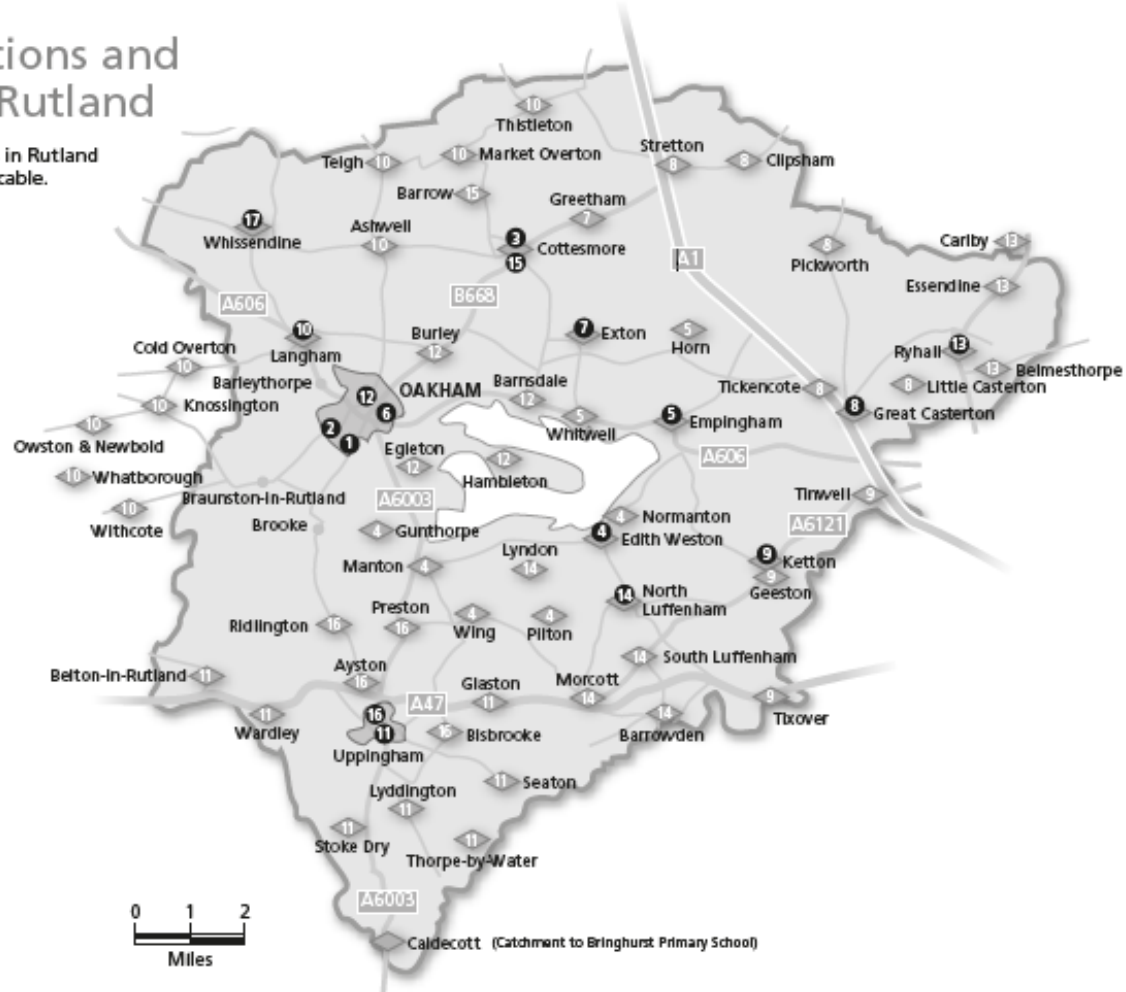 tions and
Rutland
in Rutland
cable.
10
Thistleton
Teigh 10
10 Market Overton
Stretton
8
8 Clipsham
Barrow 15
Greetham
7
17
Whissendine
Ashwell
10
3
Cottesmore
15
A1
8
Pickworth
Carlby 13
Essendine 13
A606
B668
10
Langham
Burley
12
7 Exton
5
Horn
Ryhall 13
13 Belmesthorpe
8 Little Casterton
Cold Overton
10
Barleythorpe
10 Knossington
12
6
2
1
OAKHAM
Barnsdale
12
Tickencote 8
8 Great Casterton
10
Owston & Newbold
5
Whitwell
5 Empingham
A606
Egleton
12
12
Hambleton
10 Whatborough
10
Withcote
Braunston-in-Rutland
A6003
Tinwell 9
A6121
Brooke
4 Gunthorpe
4 Normanton
4 Edith Weston
9 Ketton
9
Geeston
Manton 4
Lyndon
14
14 North
Luffenham
Ridlington 16
Preston
16
4
Wing
4
Pilton
14 South Luffenham
Belton-in-Rutland 11
Ayston
16
A47
Glaston
11
Morcott
14
9
Tixover
11
Wardley
16
11
Uppingham
16 Bisbrooke
14
Barrowden
11 Seaton
Lyddington
11
11
Stoke Dry
11
Thorpe-by-Water
A6003
0 1 2
Miles
Caldecott (Catchment to Bringhurst Primary School)